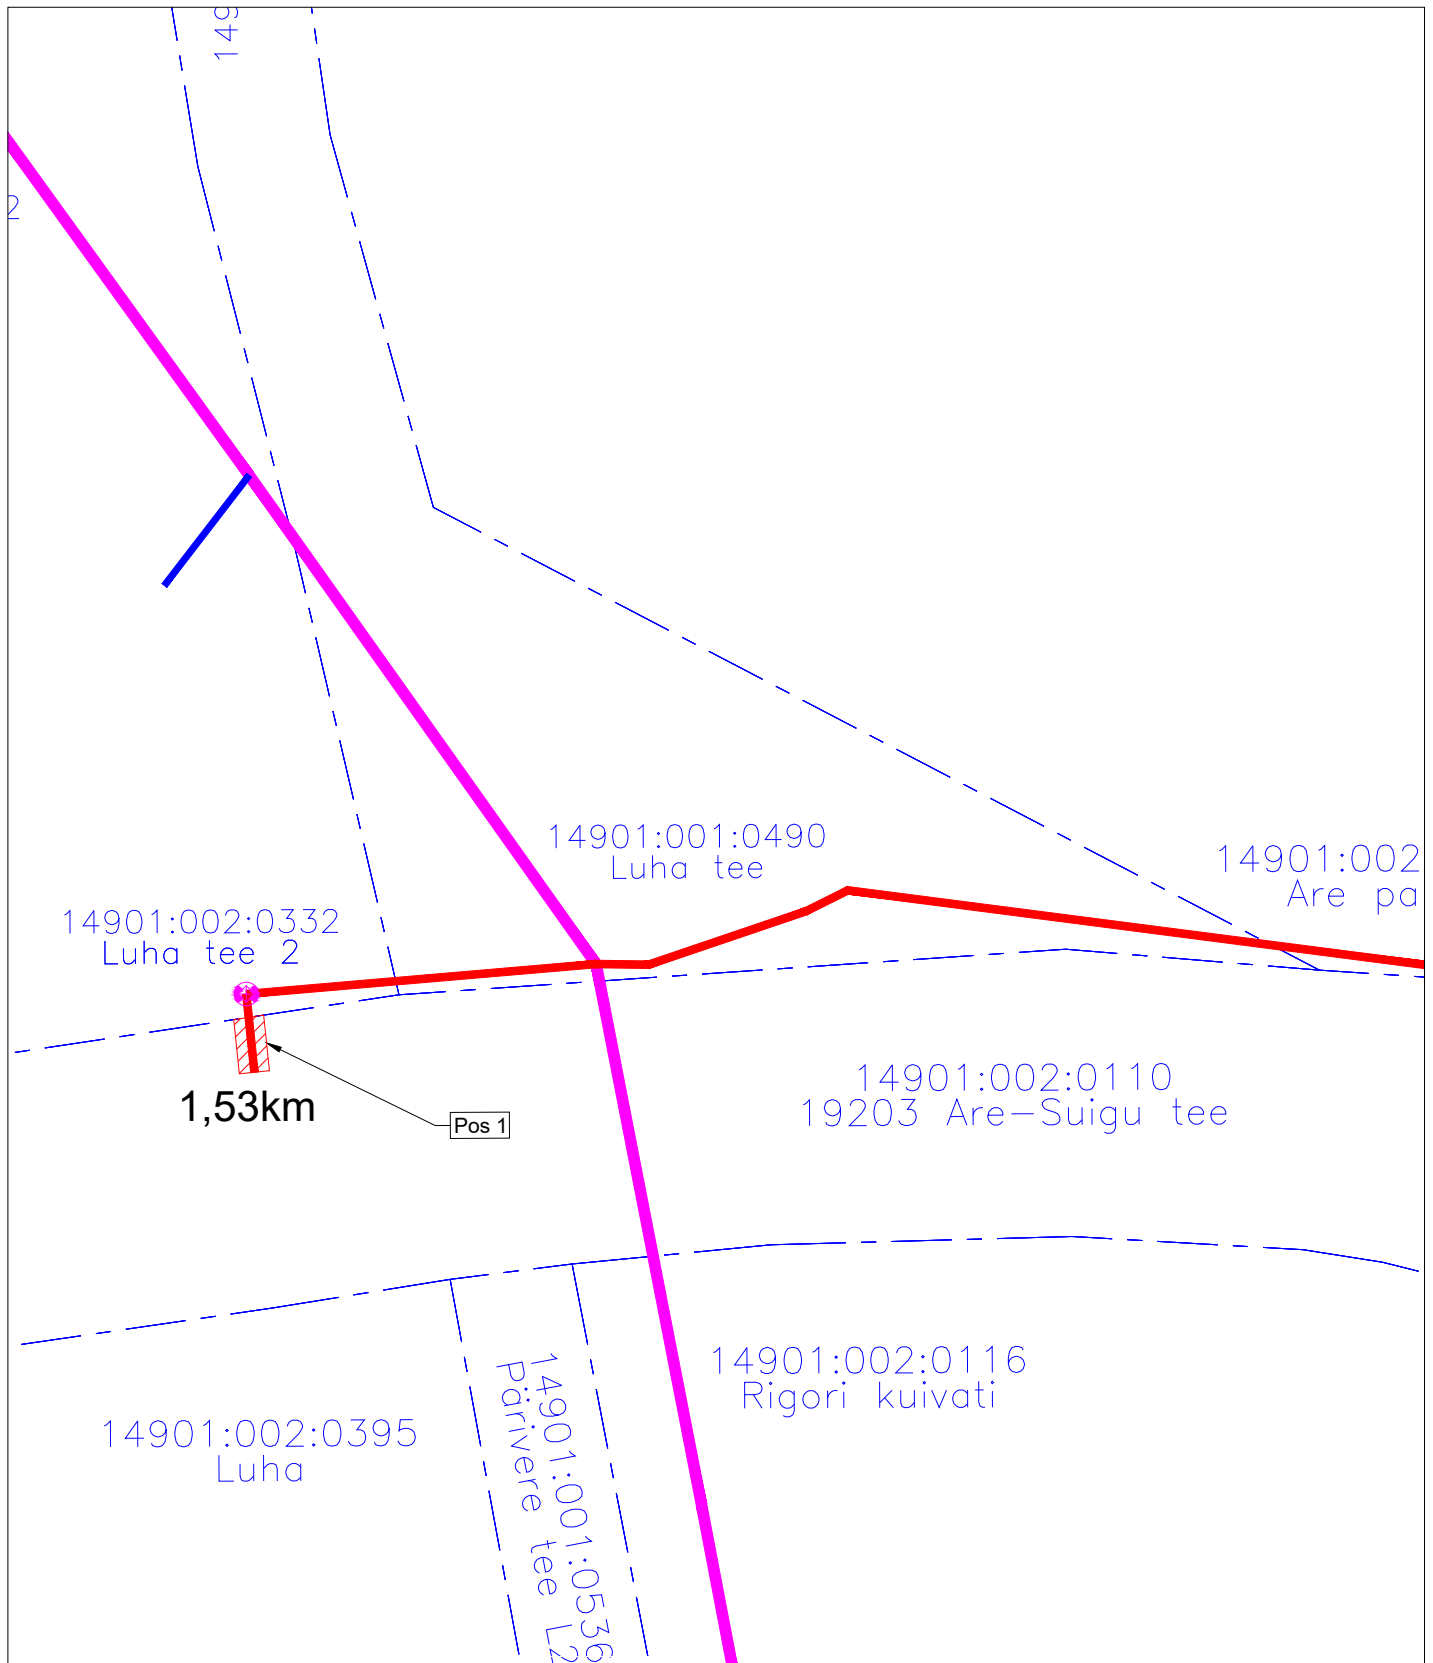 149
2
14901:001:0490
Luha tee
14901:002
Are pa
14901:002:0332
Luha tee 2
14901:002:0110
19203 Are-Suigu tee
1,53km
Pos 1
14901:002:0116
Rigori kuivati
14901:002:0395
Luha
14901:001:0536
Pärivere tee L2